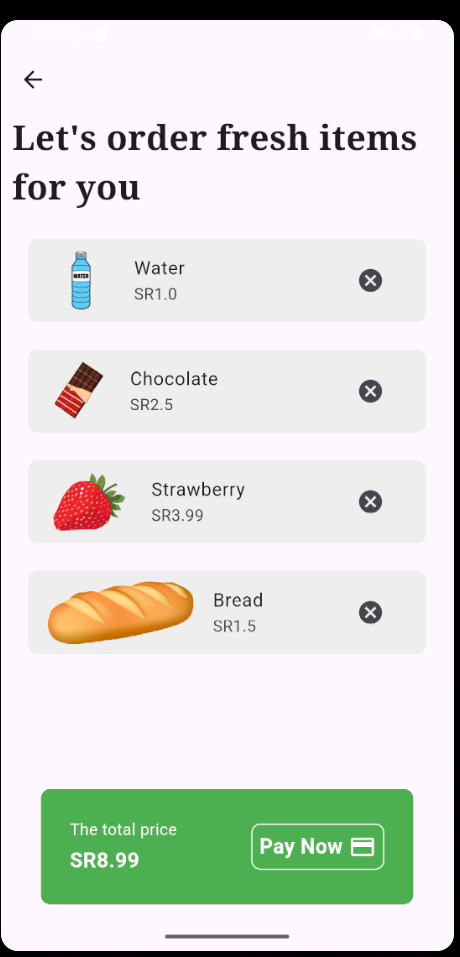 Let's order fresh items
for you
Water
SR1.0
WATER
Chocolate
SR2.5
Strawberry
SR3.99
Bread
SR1.5
The total price
SR8.99
Pay Now